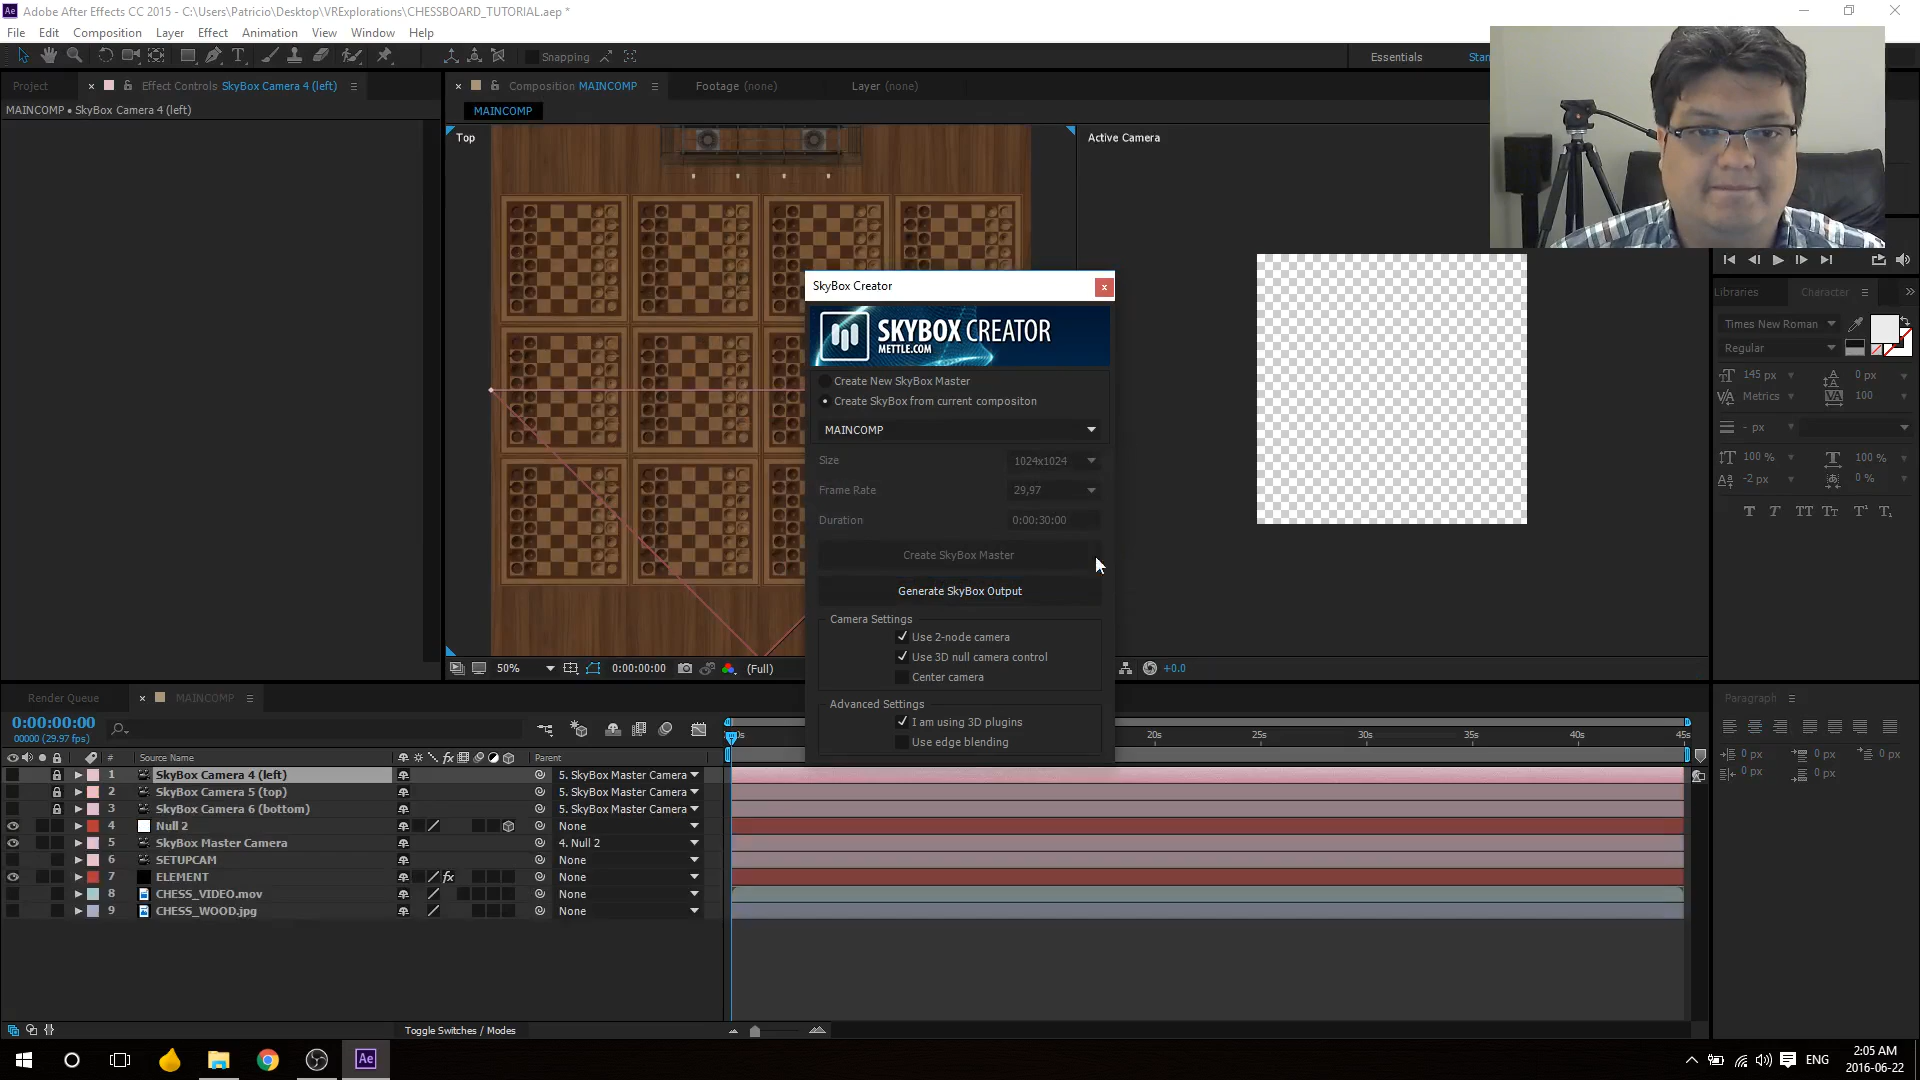 Adobe After Effects CC 2015 - C:\Users\Patricio\Desktop\VRExplorations\CHESSBOARD_TUTORIAL.aep *
File Edit Composition Layer Effect Animation View Window Help
Snapping
Essentials
Project
Effect Controls SkyBox Camera 4 (left)
Composition MAINCOMP
Footage (none)
Layer (none)
MAINCOMP • SkyBox Camera 4 (left)
MAINCOMP
Top
Active Camera
SkyBox Creator
SKYBOX CREATOR
METTLE.COM
Create New SkyBox Master
Create SkyBox from current compositon
MAINCOMP
Size 1024x1024
Frame Rate 29,97
Duration 0:00:30:00
Create SkyBox Master
Generate SkyBox Output
Camera Settings
Use 2-node camera
Use 3D null camera control
Center camera
Advanced Settings
I am using 3D plugins
Use edge blending
50%
0:00:00:00
(Full)
+0.0
Libraries Character
Times New Roman
Regular
145 px 0 px
Metrics 100
- px
100 % 100 %
-2 px 0 %
Render Queue
MAINCOMP
0:00:00:00
00000 (29.97 fps)
# Source Name Parent
20s 25s 30s 35s 40s 45s
1 SkyBox Camera 4 (left) 5. SkyBox Master Camera
2 SkyBox Camera 5 (top) 5. SkyBox Master Camera
3 SkyBox Camera 6 (bottom) 5. SkyBox Master Camera
4 Null 2 None
5 SkyBox Master Camera 4. Null 2
6 SETUPCAM None
7 ELEMENT None
8 CHESS_VIDEO.mov None
9 CHESS_WOOD.jpg None
Toggle Switches / Modes
Paragraph
0 px 0 px 0 px
0 px 0 px
Ae
ENG
2:05 AM
2016-06-22